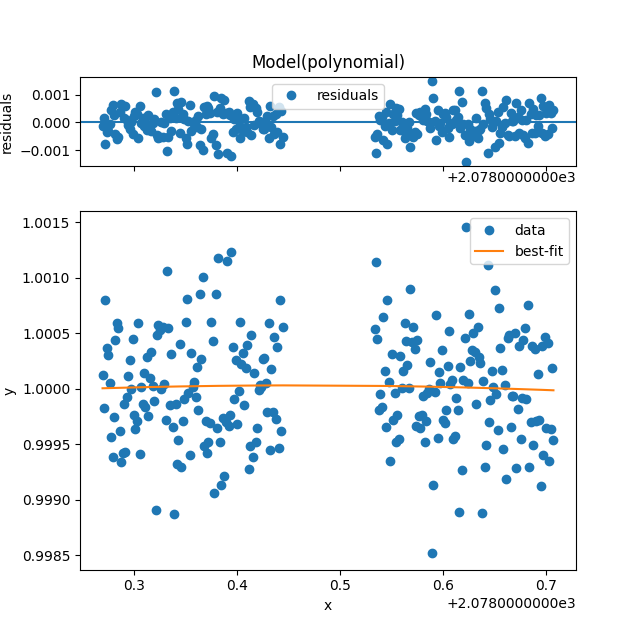 Model(polynomial)
residuals
0.001
0.000
−0.001
residuals
+2.0780000000e3
1.0015
1.0010
1.0005
1.0000
0.9995
0.9990
0.9985
y
data
best-fit
0.3 0.4 0.5 0.6 0.7
x
+2.0780000000e3